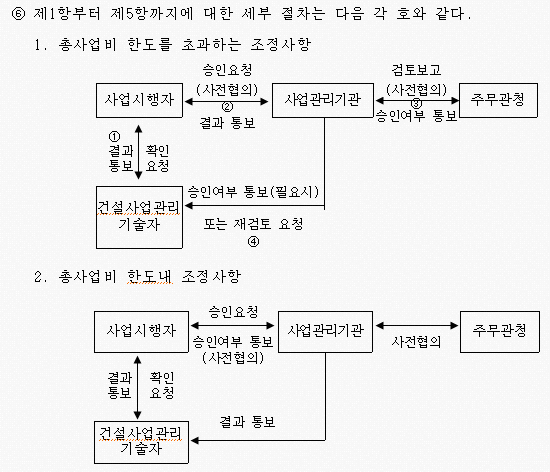 ⑥ 제1항부터 제5항까지에 대한 세부 절차는 다음 각 호와 같다.
1. 총사업비 한도를 초과하는 조정사항
승인요청
(사전협의)
②
결과 통보
검토보고
(사전협의)
③
승인여부 통보
사업시행자
사업관리기관
주무관청
①
결과
통보
확인
요청
건설사업관리
기술자
승인여부 통보(필요시)
또는 재검토 요청
④
2. 총사업비 한도내 조정사항
승인요청
승인여부 통보
(사전협의)
사업시행자
사업관리기관
주무관청
사전협의
결과
통보
확인
요청
건설사업관리
기술자
결과 통보